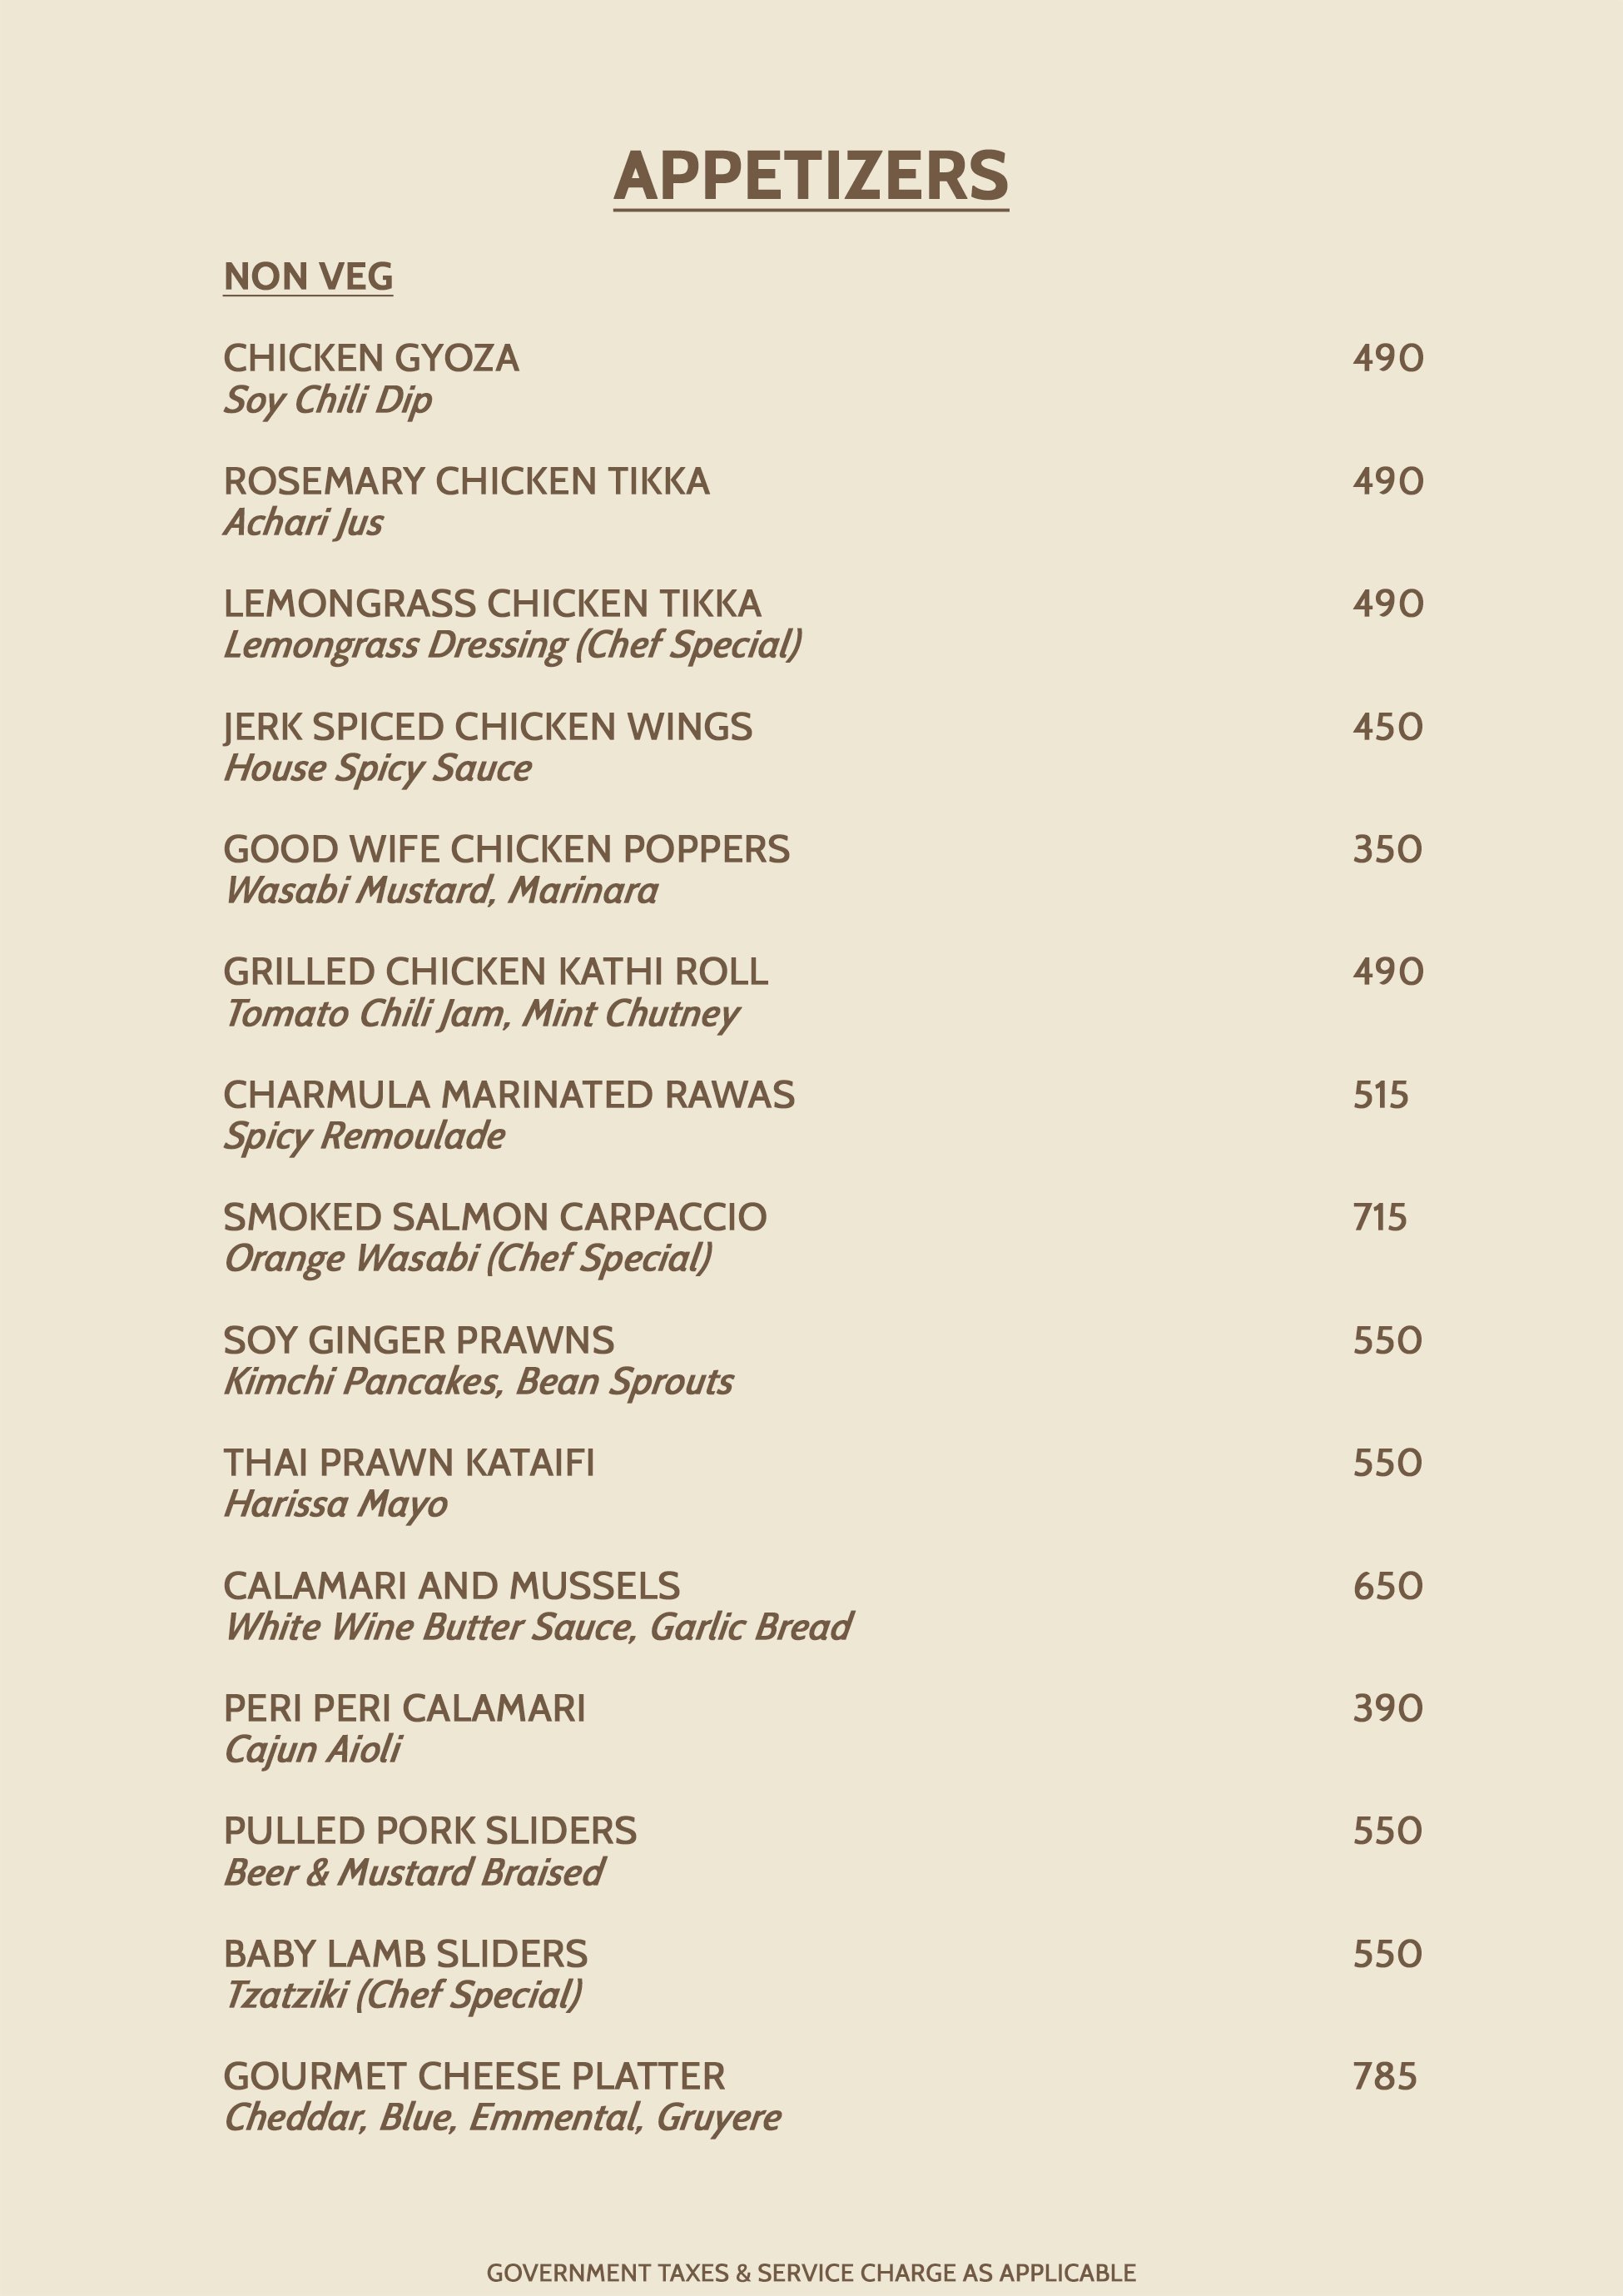 APPETIZERS
NON VEG
CHICKEN GYOZA 490
Soy Chili Dip
ROSEMARY CHICKEN TIKKA 490
Achari Jus
LEMONGRASS CHICKEN TIKKA 490
Lemongrass Dressing (Chef Special)
JERK SPICED CHICKEN WINGS 450
House Spicy Sauce
GOOD WIFE CHICKEN POPPERS 350
Wasabi Mustard, Marinara
GRILLED CHICKEN KATHI ROLL 490
Tomato Chili Jam, Mint Chutney
CHARMULA MARINATED RAWAS 515
Spicy Remoulade
SMOKED SALMON CARPACCIO 715
Orange Wasabi (Chef Special)
SOY GINGER PRAWNS 550
Kimchi Pancakes, Bean Sprouts
THAI PRAWN KATAIFI 550
Harissa Mayo
CALAMARI AND MUSSELS 650
White Wine Butter Sauce, Garlic Bread
PERI PERI CALAMARI 390
Cajun Aioli
PULLED PORK SLIDERS 550
Beer & Mustard Braised
BABY LAMB SLIDERS 550
Tzatziki (Chef Special)
GOURMET CHEESE PLATTER 785
Cheddar, Blue, Emmental, Gruyere
GOVERNMENT TAXES & SERVICE CHARGE AS APPLICABLE